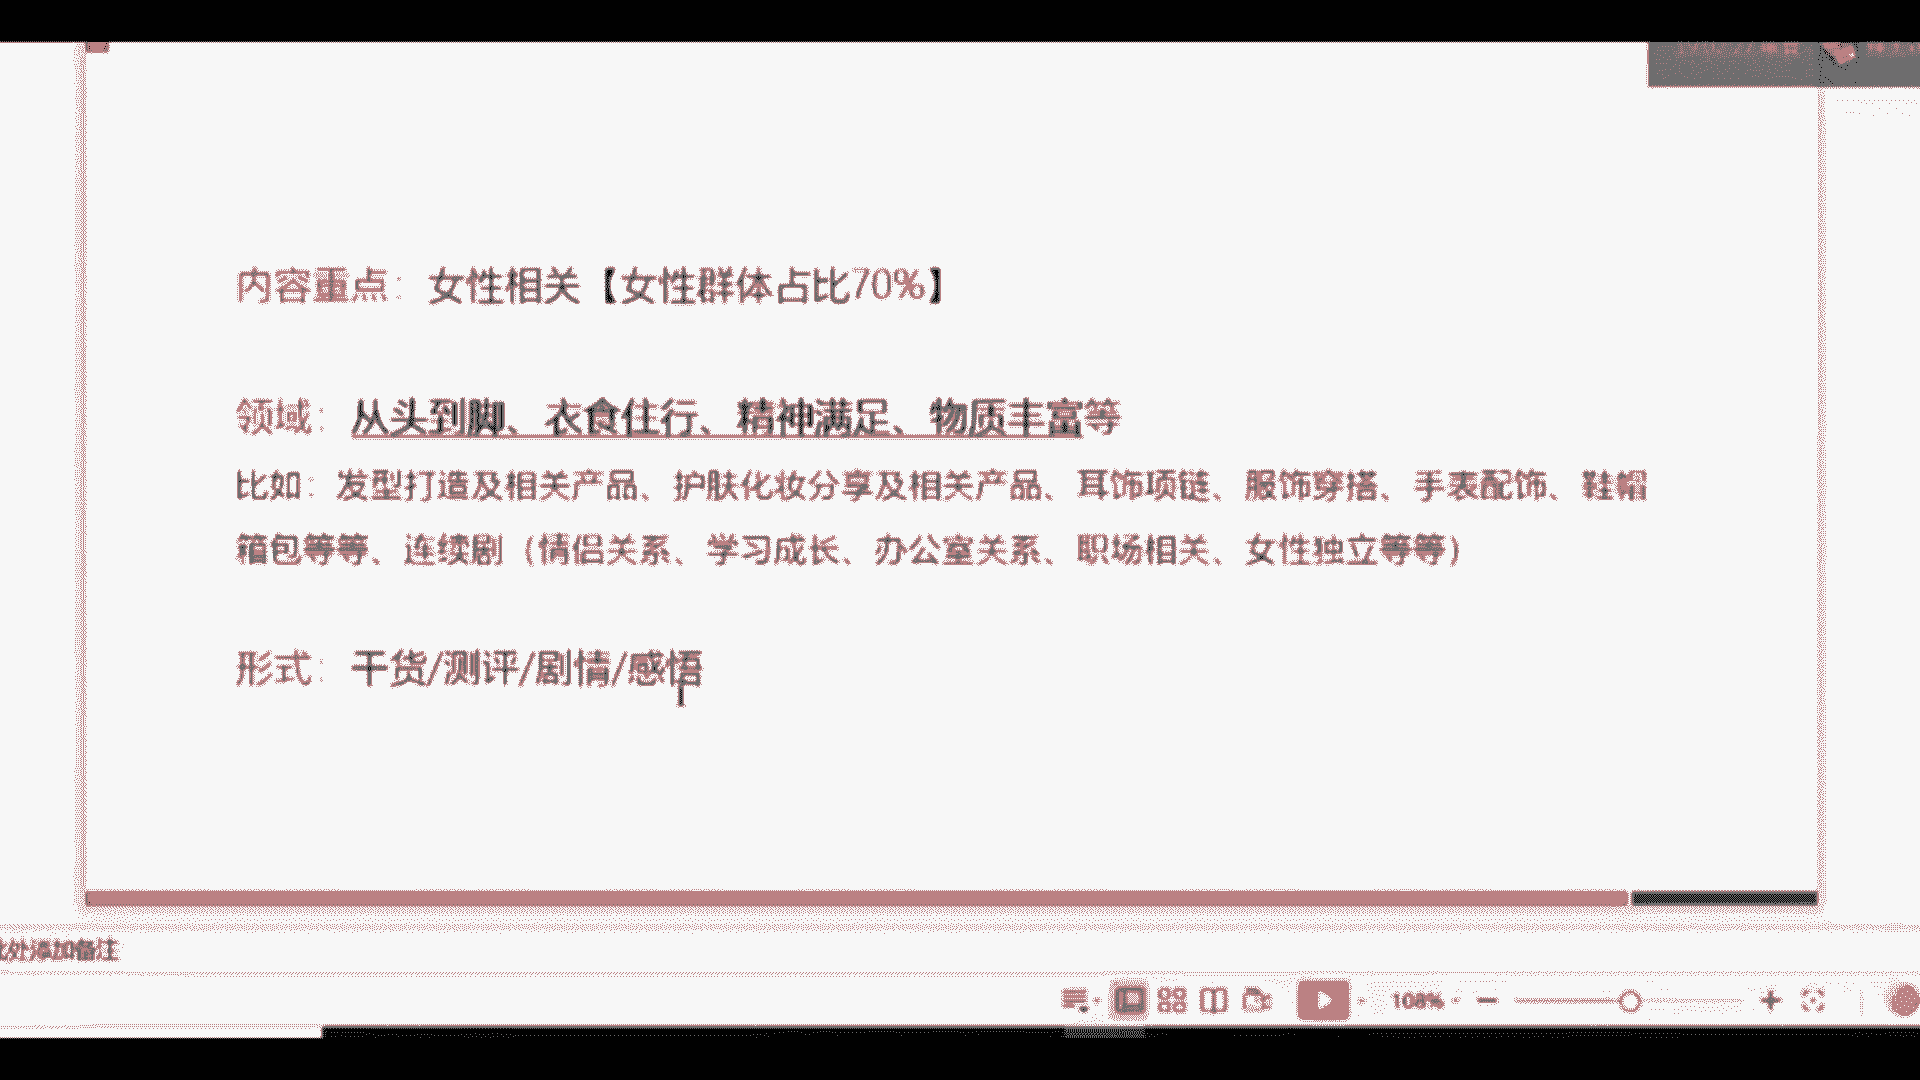 内容重点：女性相关【女性群体占比70%】
领域：从头到脚、衣食住行、精神满足、物质丰富等
比如：发型打造及相关产品、护肤化妆分享及相关产品、耳饰项链、服饰穿搭、手表配饰、鞋帽
箱包等等、连续剧（情侣关系、学习成长、办公室关系、职场相关、女性独立等等）
形式：干货/测评/剧情/感悟
此处添加备注
108%